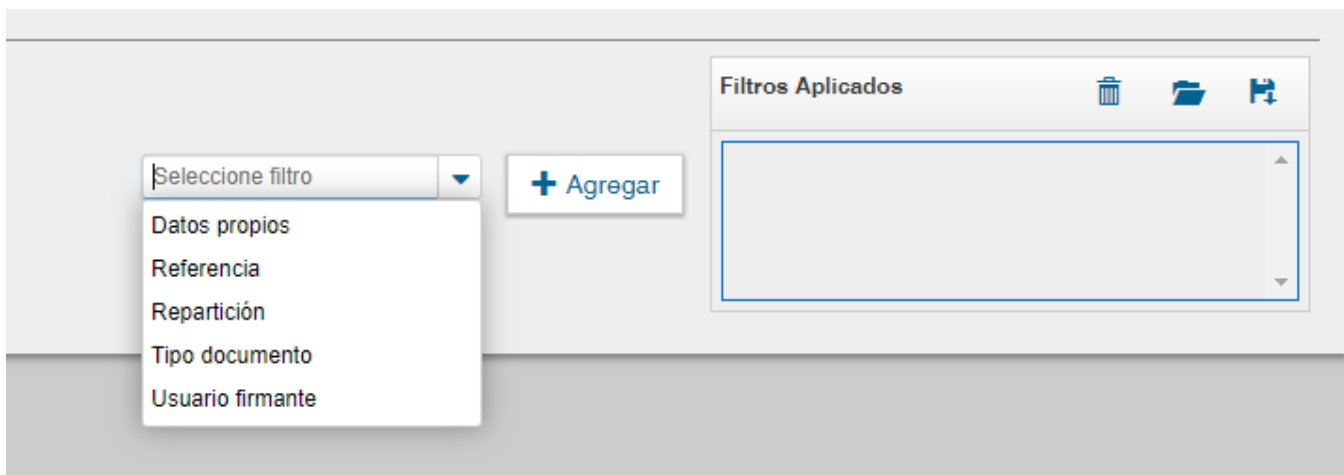 Filtros Aplicados
Seleccione filtro
Agregar
Datos propios
Referencia
Repartición
Tipo documento
Usuario firmante